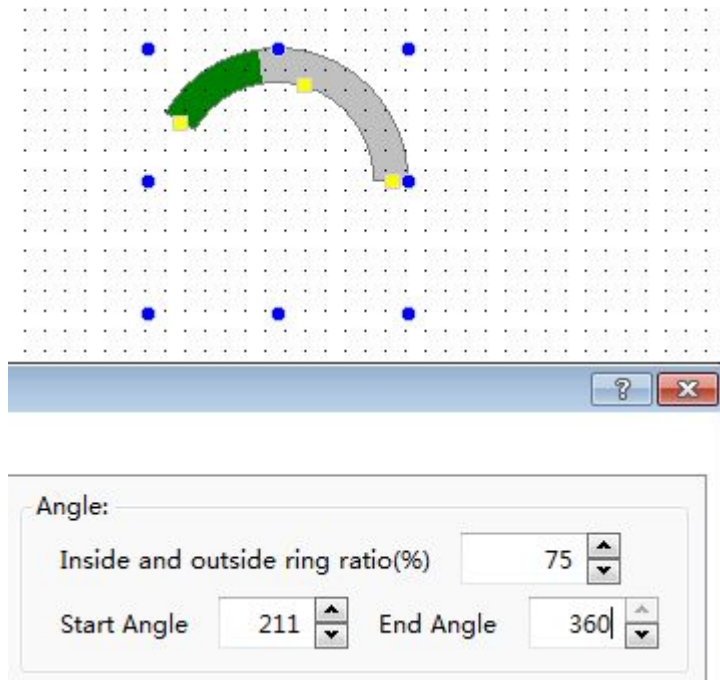 ?
Angle:
Inside and outside ring ratio(%) 75
Start Angle 211 End Angle 360